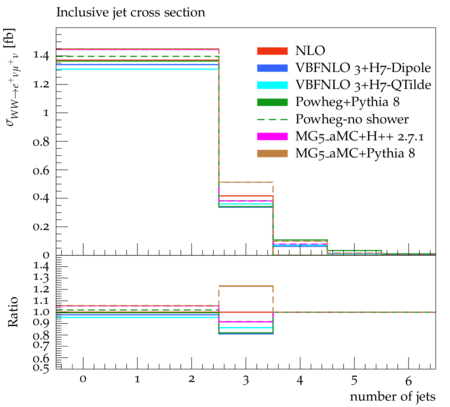 Inclusive jet cross section
σWW→e+νμ+ν [fb]
NLO
VBFNLO 3+H7-Dipole
VBFNLO 3+H7-QTilde
Powheg+Pythia 8
Powheg-no shower
MG5_aMC+H++ 2.7.1
MG5_aMC+Pythia 8
1.4
1.2
1.0
0.8
0.6
0.4
0.2
0
1.4
1.3
1.2
1.1
1.0
0.9
0.8
0.7
0.6
0.5
Ratio
0 1 2 3 4 5 6
number of jets